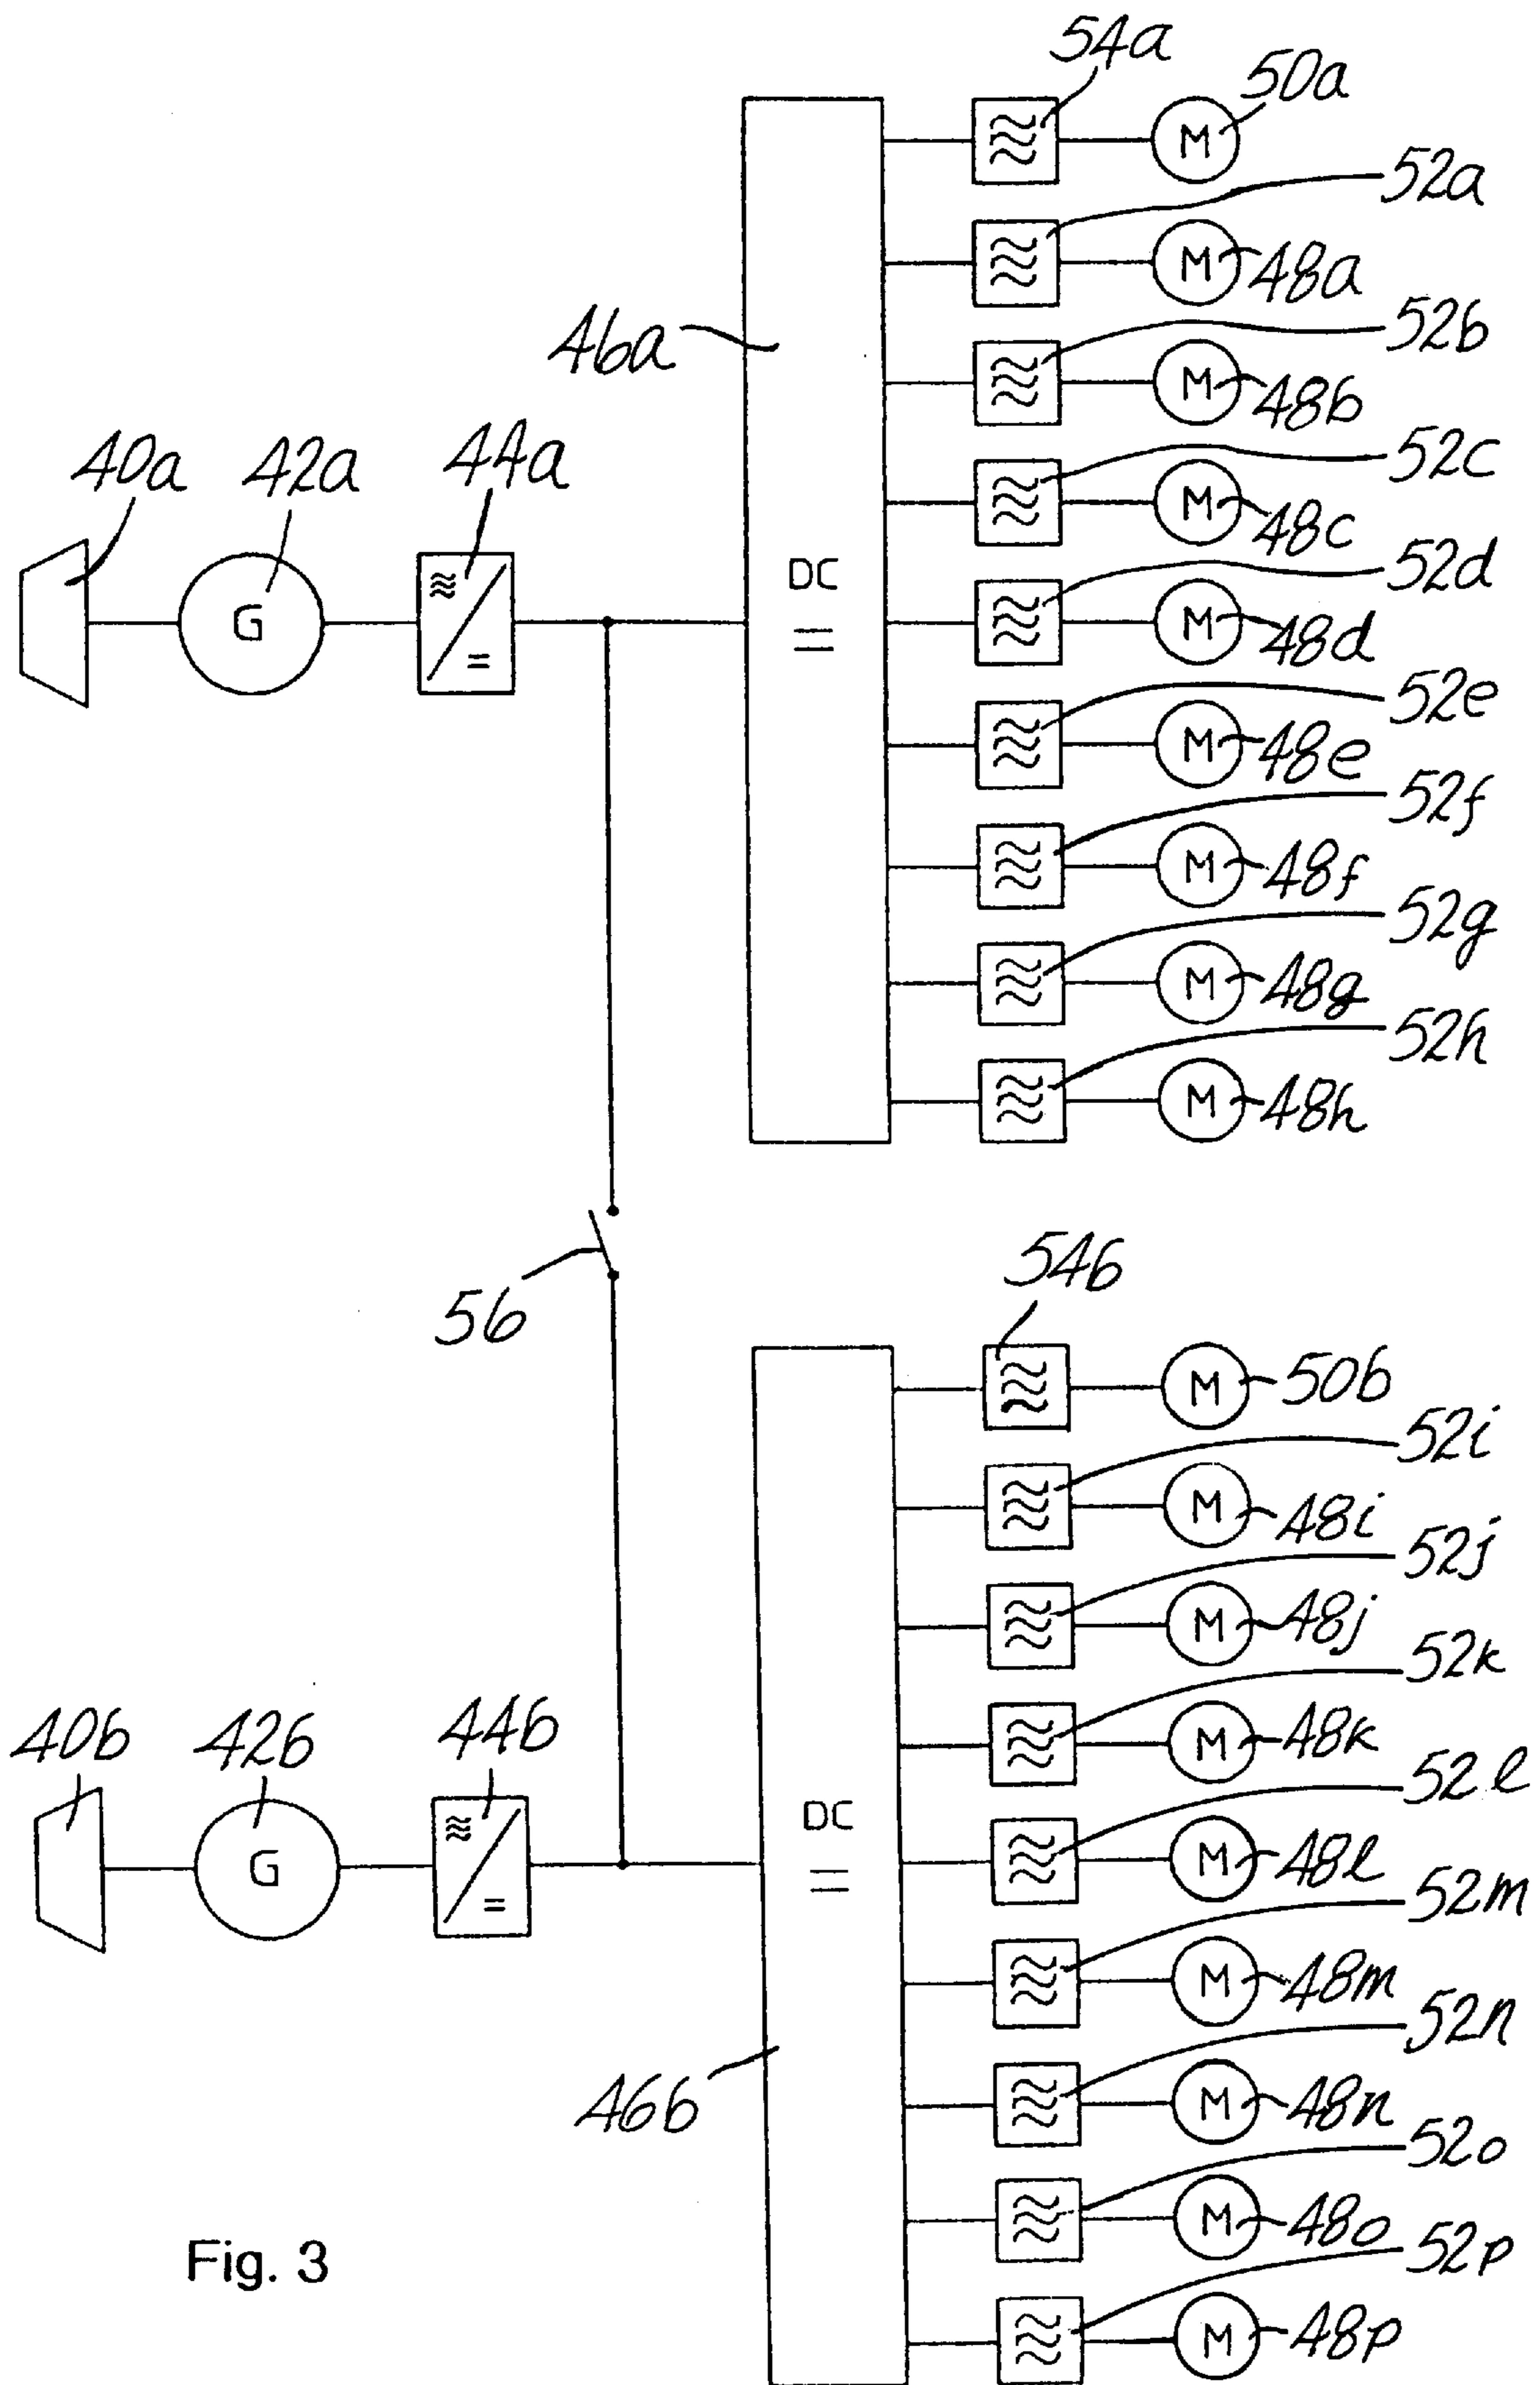 54a
50a
M
52a
M
48a
46a
52b
M
48b
40a
42a
44a
52c
M
48c
DC
52d
G
M
48d
52e
M
48e
52f
M
48f
52g
M
48g
52h
M
48h
56
54b
M
50b
52i
M
48i
52j
M
48j
52k
40b
42b
44b
M
48k
52l
DC
G
M
48l
52m
M
48m
52n
46b
M
48n
52o
M
48o
52p
Fig. 3
M
48p